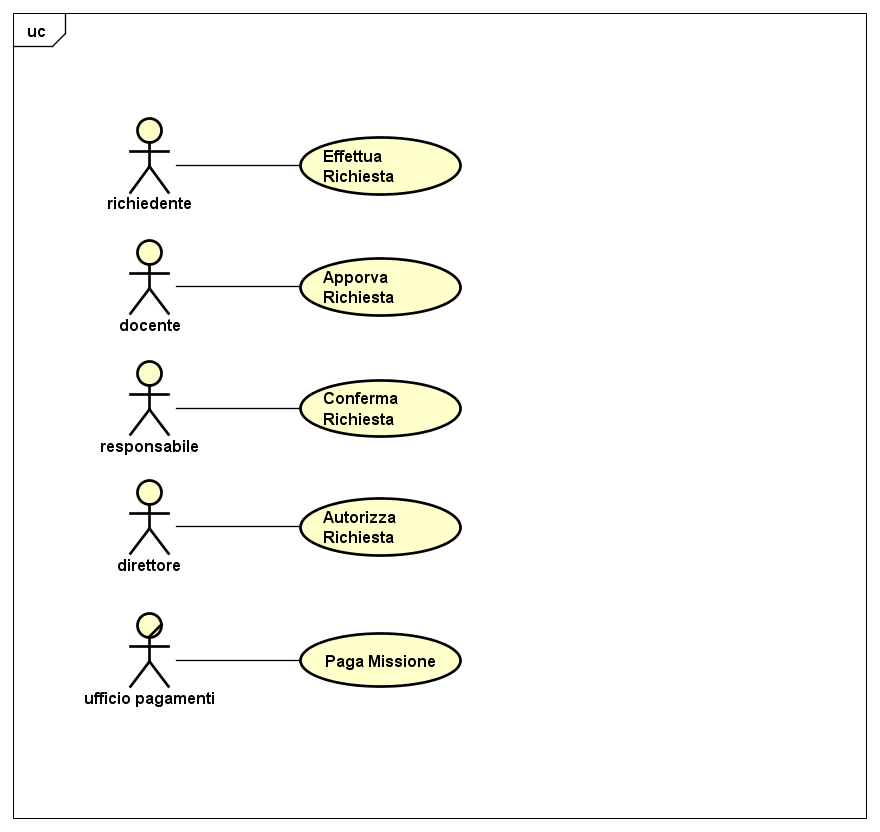 uc
Effettua
Richiesta
richiedente
Apporva
Richiesta
docente
Conferma
Richiesta
responsabile
Autorizza
Richiesta
direttore
Paga Missione
ufficio pagamenti